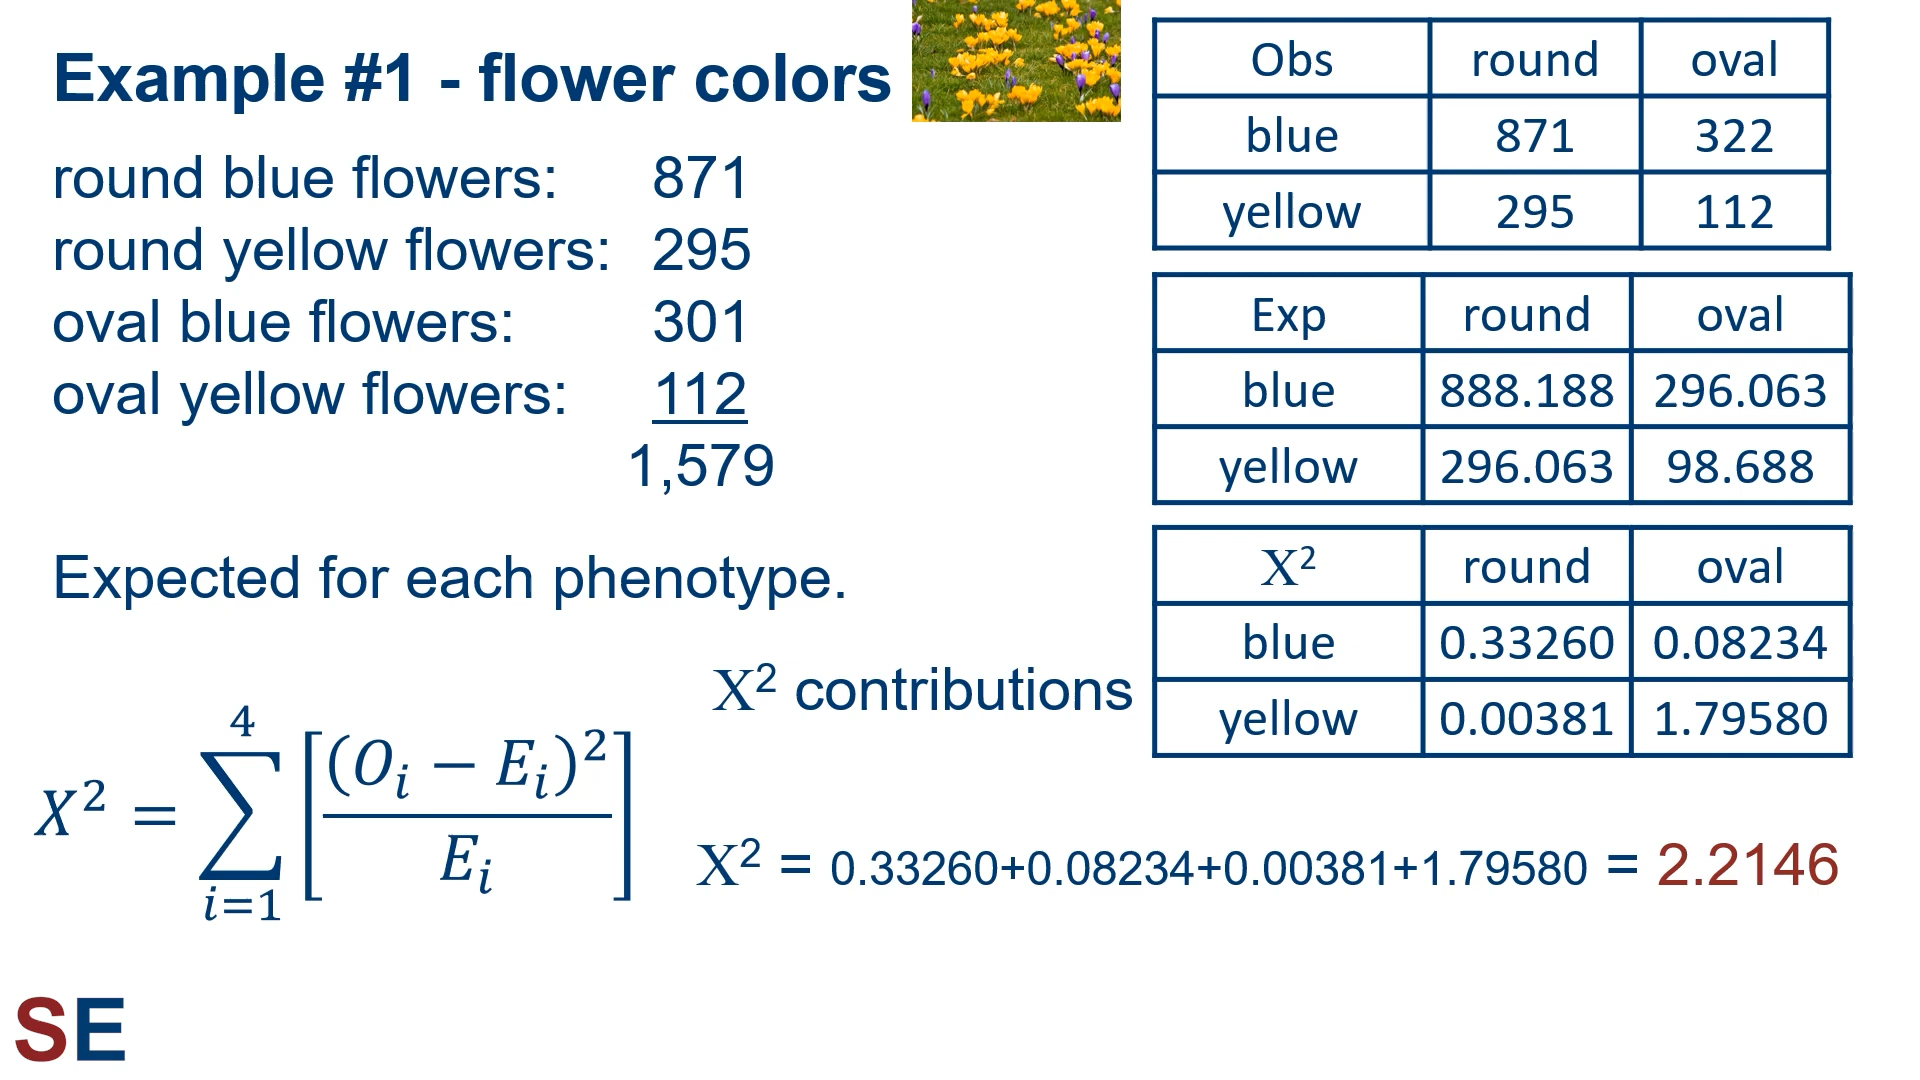 Example #1 - flower colors
round blue flowers: 871
round yellow flowers: 295
oval blue flowers: 301
oval yellow flowers: 112
1,579
Expected for each phenotype.
X² = ∑ i=1 4 [(Oᵢ − Eᵢ)² / Eᵢ]
Obs round oval
blue 871 322
yellow 295 112
Exp round oval
blue 888.188 296.063
yellow 296.063 98.688
X² contributions
X² round oval
blue 0.33260 0.08234
yellow 0.00381 1.79580
X² = 0.33260+0.08234+0.00381+1.79580 = 2.2146
SE